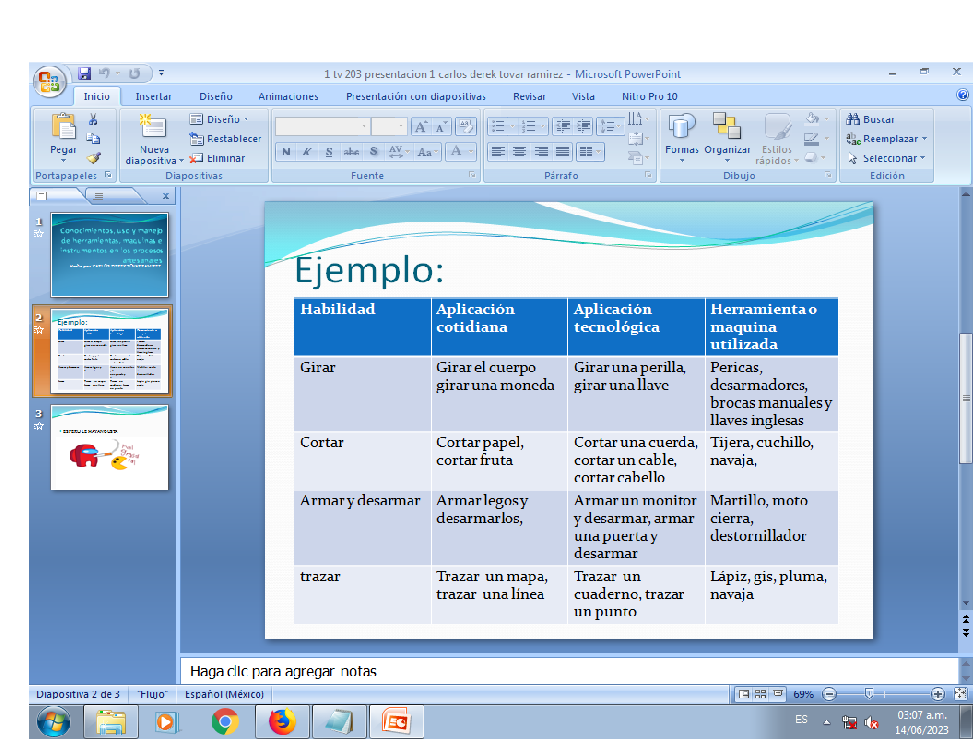 1 tv 203 presentacion 1 carlos derek tovar ramirez - Microsoft PowerPoint
Inicio Insertar Diseño Animaciones Presentación con diapositivas Revisar Vista Nitro Pro 10
Pegar
Portapapeles
Nueva diapositiva
Diseño
Restablecer
Eliminar
Diapositivas
N K S abc S AV Aa A
Fuente
Párrafo
Formas Organizar Estilos rápidos
Dibujo
Buscar
Reemplazar
Seleccionar
Edición
1
Conocimientos, uso y manejo
de herramientas, maquinas e
instrumentos en los procesos
artesanales
2
Ejemplo:
3
Ejemplo:
Habilidad
Aplicación
cotidiana
Aplicación
tecnológica
Herramienta o
maquina
utilizada
Girar
Girar el cuerpo
girar una moneda
Girar una perilla,
girar una llave
Pericas,
desarmadores,
brocas manuales y
llaves inglesas
Cortar
Cortar papel,
cortar fruta
Cortar una cuerda,
cortar un cable,
cortar cabello
Tijera, cuchillo,
navaja,
Armar y desarmar
Armar legos y
desarmarlos,
Armar un monitor
y desarmar, armar
una puerta y
desarmar
Martillo, moto
cierra,
destornillador
trazar
Trazar un mapa,
trazar una línea
Trazar un
cuaderno, trazar
un punto
Lápiz, gis, pluma,
navaja
Haga clic para agregar notas
Diapositiva 2 de 3 "Flujo" Español (México) 69%
ES 03:07 a.m.
14/06/2023